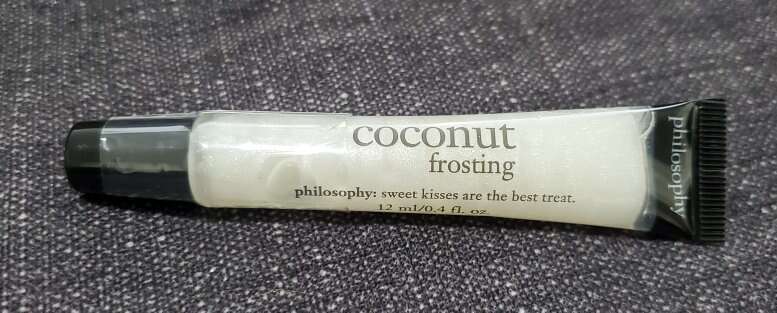 coconut
frosting
philosophy: sweet kisses are the best treat.
12 ml/0.4 fl. oz.
philosophy